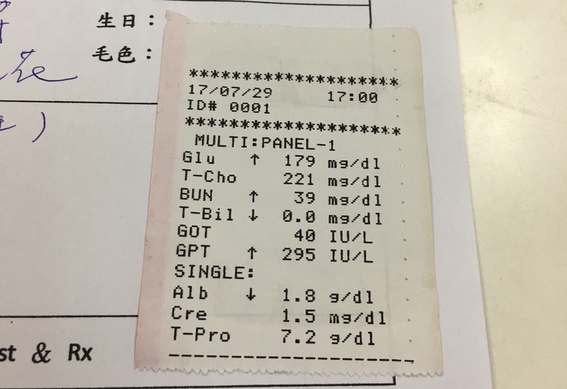 生日：
毛色：
)
********************
17/07/29 17:00
ID# 0001
********************
MULTI:PANEL-1
Glu ↑ 179 mg/dl
T-Cho 221 mg/dl
BUN ↑ 39 mg/dl
T-Bil ↓ 0.0 mg/dl
GOT 40 IU/L
GPT ↑ 295 IU/L
SINGLE:
Alb ↓ 1.8 g/dl
Cre 1.5 mg/dl
T-Pro 7.2 g/dl
--------------------
& Rx